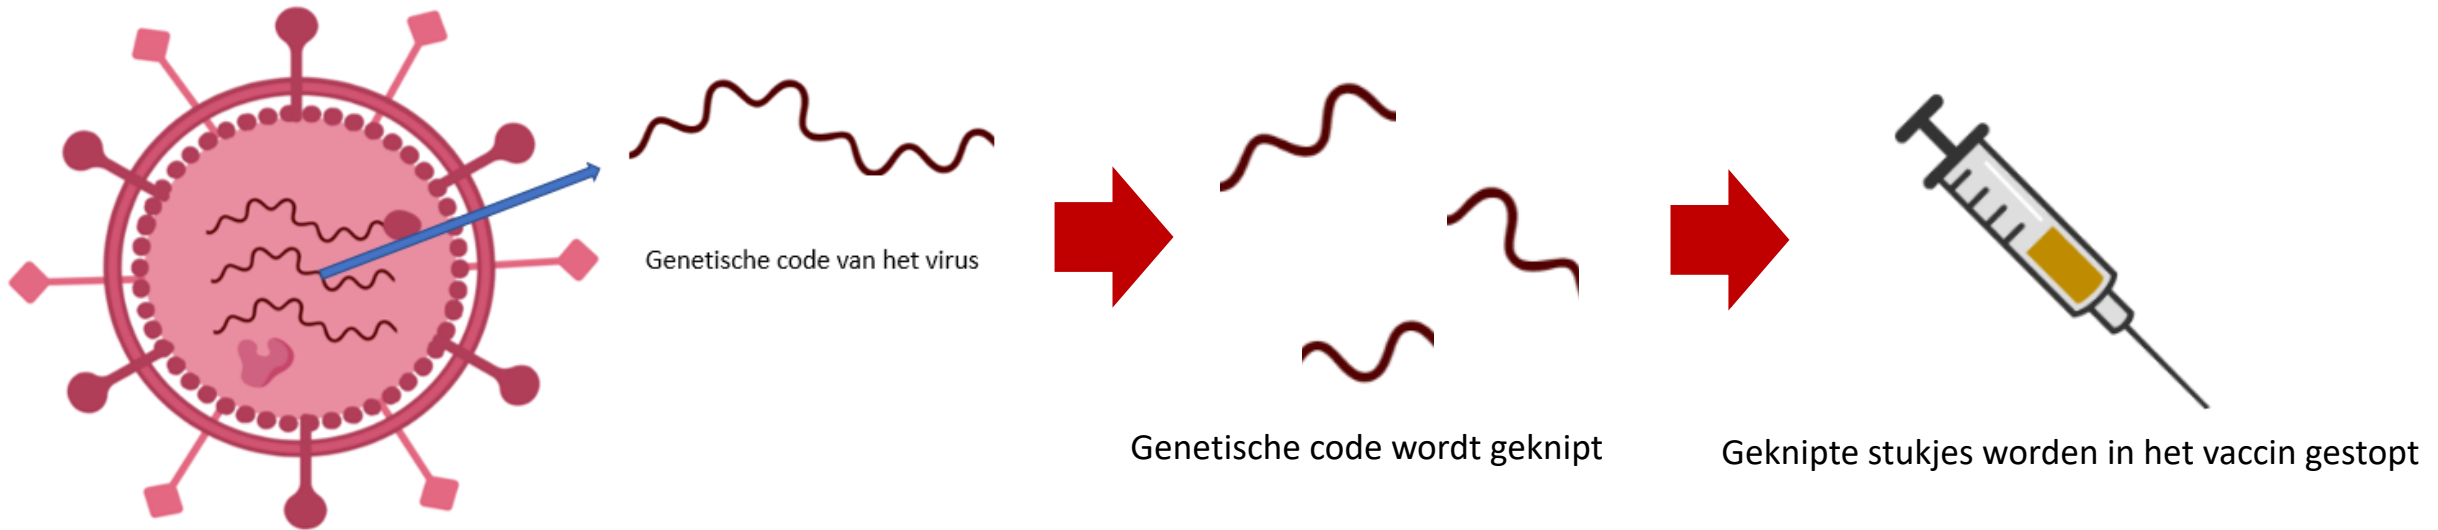 Genetische code van het virus
Genetische code wordt geknipt
Geknipte stukjes worden in het vaccin gestopt